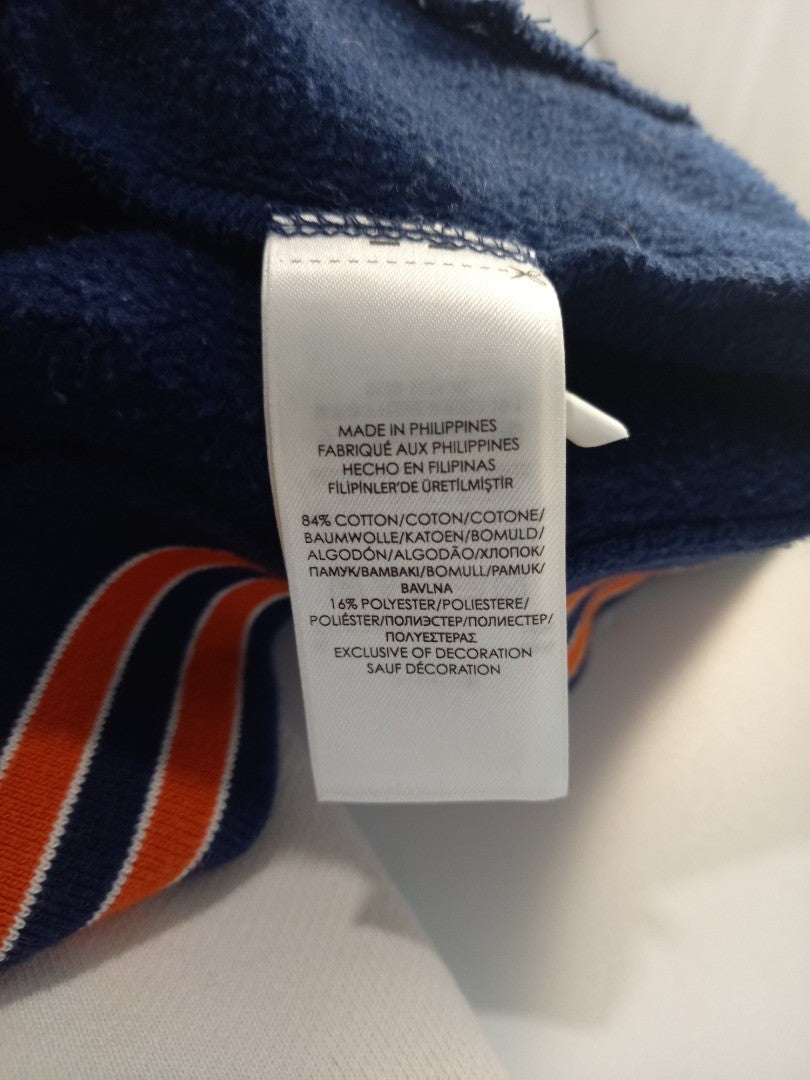 MADE IN PHILIPPINES
FABRIQUÉ AUX PHILIPPINES
HECHO EN FILIPINAS
FİLİPİNLER'DE ÜRETİLMİŞTİR
84% COTTON/COTON/COTONE/
BAUMWOLLE/KATOEN/BOMULD/
ALGODÓN/ALGODÃO/ХЛОПОК/
ПАМУК/ΒΑΜΒΑΚΙ/BOMULL/PAMUK/
BAVLNA
16% POLYESTER/POLIESTERE/
POLIÉSTER/ПОЛИЭСТЕР/ПОЛИЕСТЕР/
ΠΟΛΥΕΣΤΕΡΑΣ
EXCLUSIVE OF DECORATION
SAUF DÉCORATION